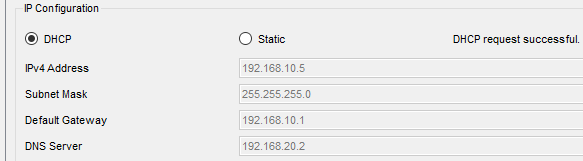 IP Configuration
DHCP Static DHCP request successful.
IPv4 Address 192.168.10.5
Subnet Mask 255.255.255.0
Default Gateway 192.168.10.1
DNS Server 192.168.20.2